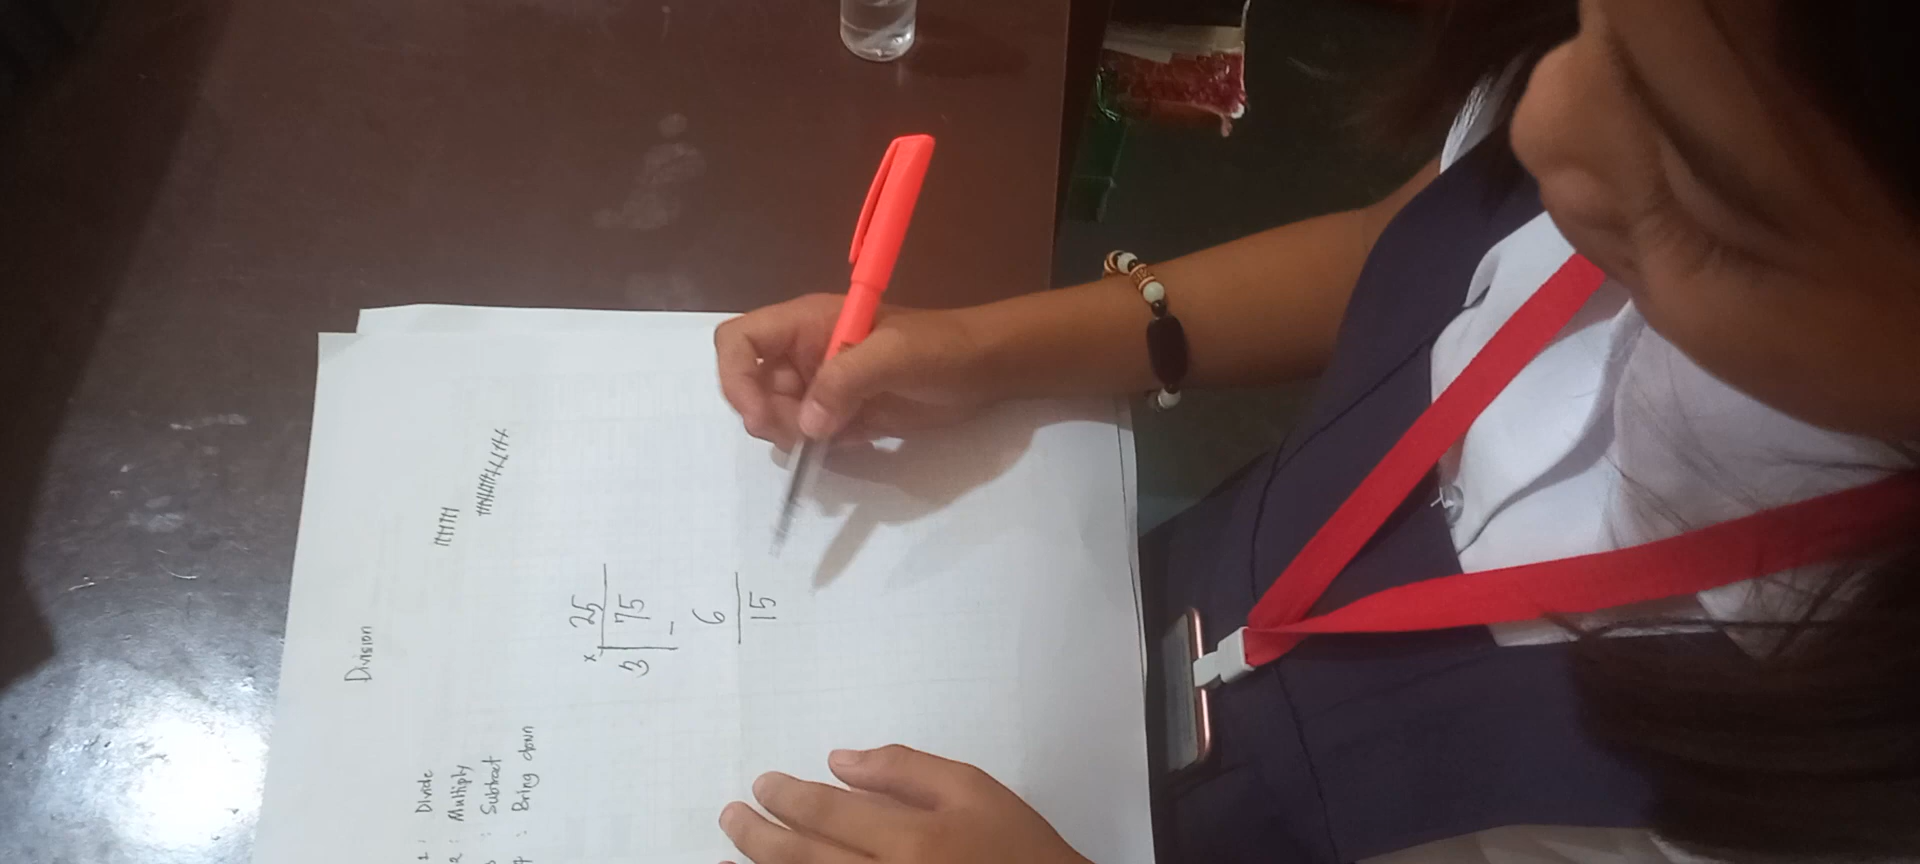 Division
1 : Divide
2 : Multiply
3 : Subtract
4 : Bring down
x 25
3 75
-
6
15